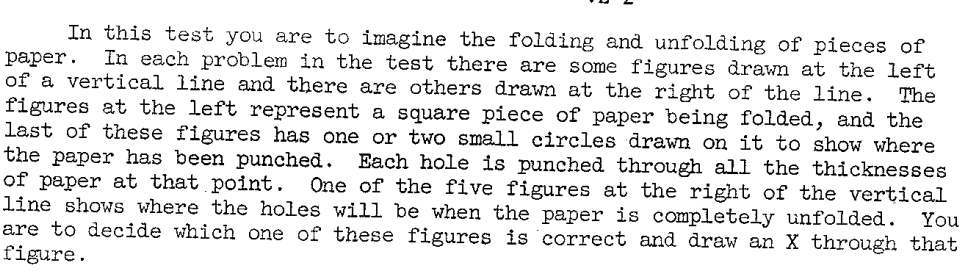 In this test you are to imagine the folding and unfolding of pieces of
paper. In each problem in the test there are some figures drawn at the left
of a vertical line and there are others drawn at the right of the line. The
figures at the left represent a square piece of paper being folded, and the
last of these figures has one or two small circles drawn on it to show where
the paper has been punched. Each hole is punched through all the thicknesses
of paper at that point. One of the five figures at the right of the vertical
line shows where the holes will be when the paper is completely unfolded. You
are to decide which one of these figures is correct and draw an X through that
figure.